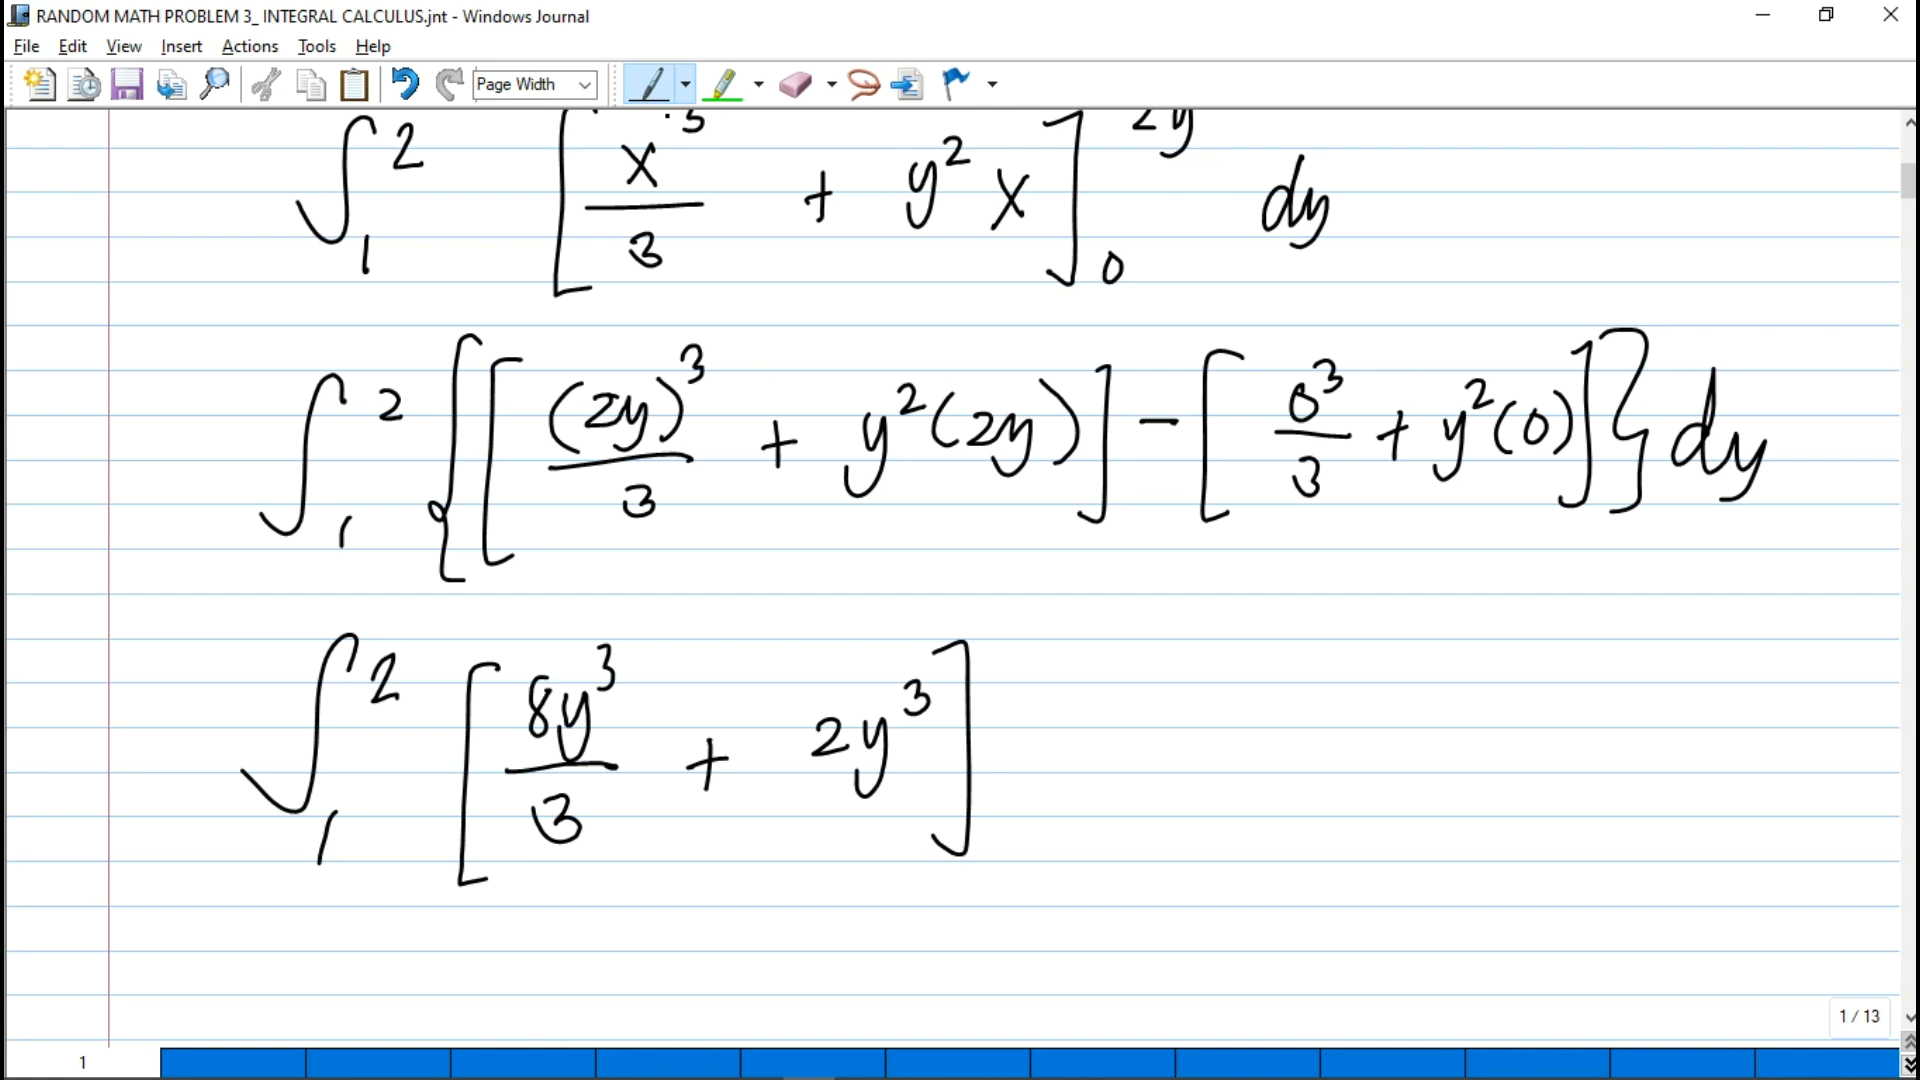 RANDOM MATH PROBLEM 3_ INTEGRAL CALCULUS.jnt - Windows Journal
File Edit View Insert Actions Tools Help
Page Width
∫₁² [x³/3 + y²x]₀^2y dy
∫₁² {[(2y)³/3 + y²(2y)] - [0³/3 + y²(0)]} dy
∫₁² [8y³/3 + 2y³]
1 / 13
1